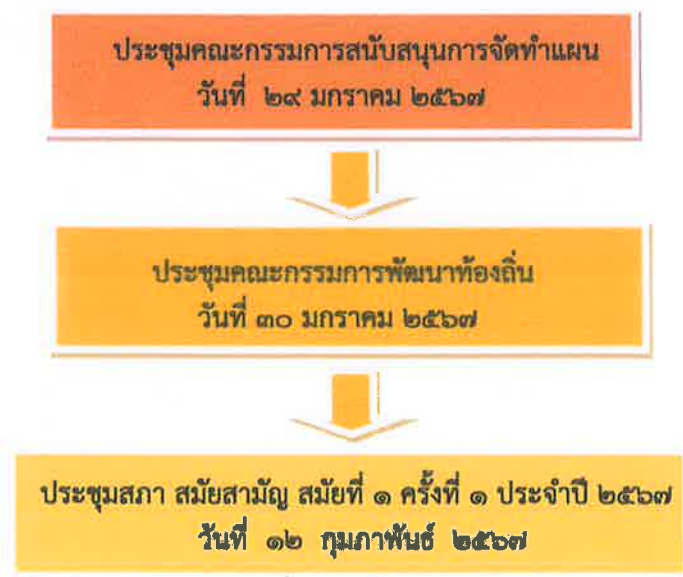 ประชุมคณะกรรมการสนับสนุนการจัดทำแผน
วันที่ ๒๙ มกราคม ๒๕๖๗
ประชุมคณะกรรมการพัฒนาท้องถิ่น
วันที่ ๓๐ มกราคม ๒๕๖๗
ประชุมสภา สมัยสามัญ สมัยที่ ๑ ครั้งที่ ๑ ประจำปี ๒๕๖๗
วันที่ ๑๒ กุมภาพันธ์ ๒๕๖๗